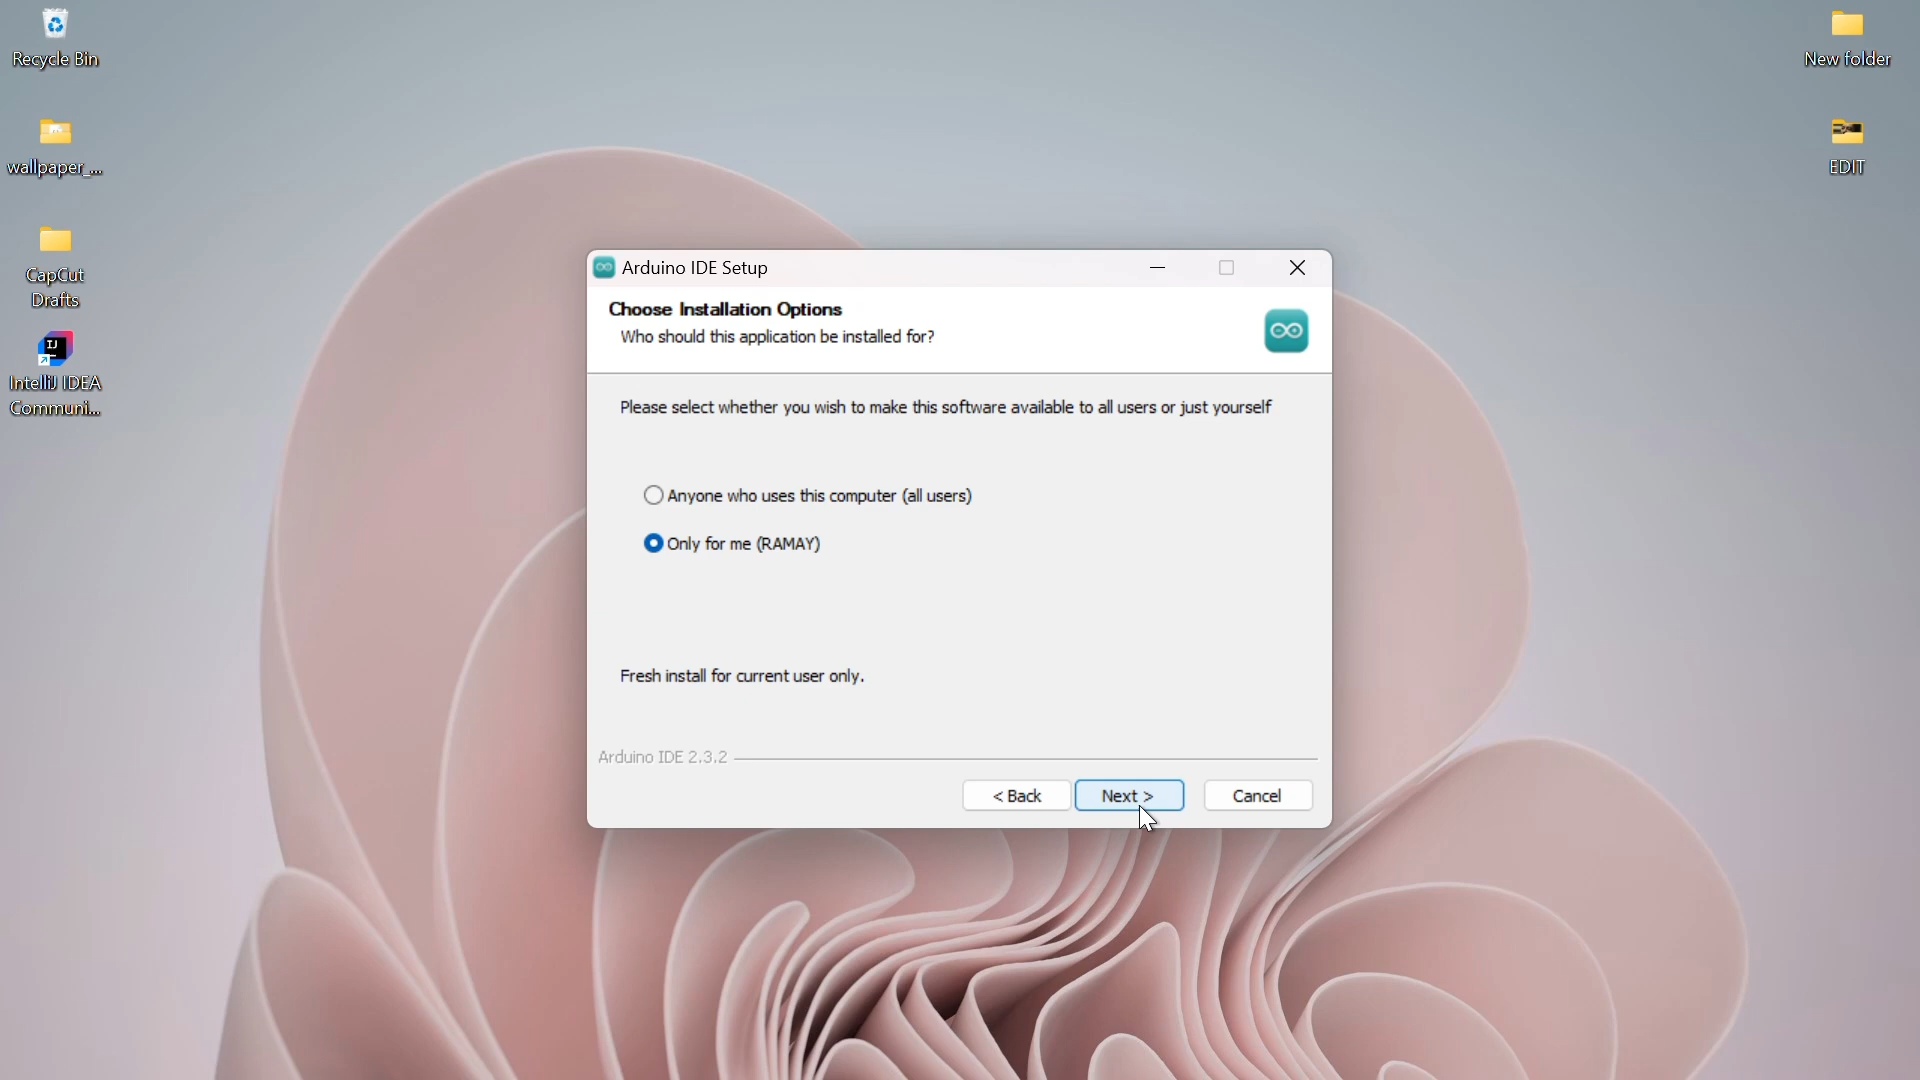 Recycle Bin
wallpaper_...
CapCut
Drafts
IJ
IntelliJ IDEA
Communi...
New folder
EDIT
Arduino IDE Setup
Choose Installation Options
Who should this application be installed for?
Please select whether you wish to make this software available to all users or just yourself
Anyone who uses this computer (all users)
Only for me (RAMAY)
Fresh install for current user only.
Arduino IDE 2.3.2
< Back
Next >
Cancel